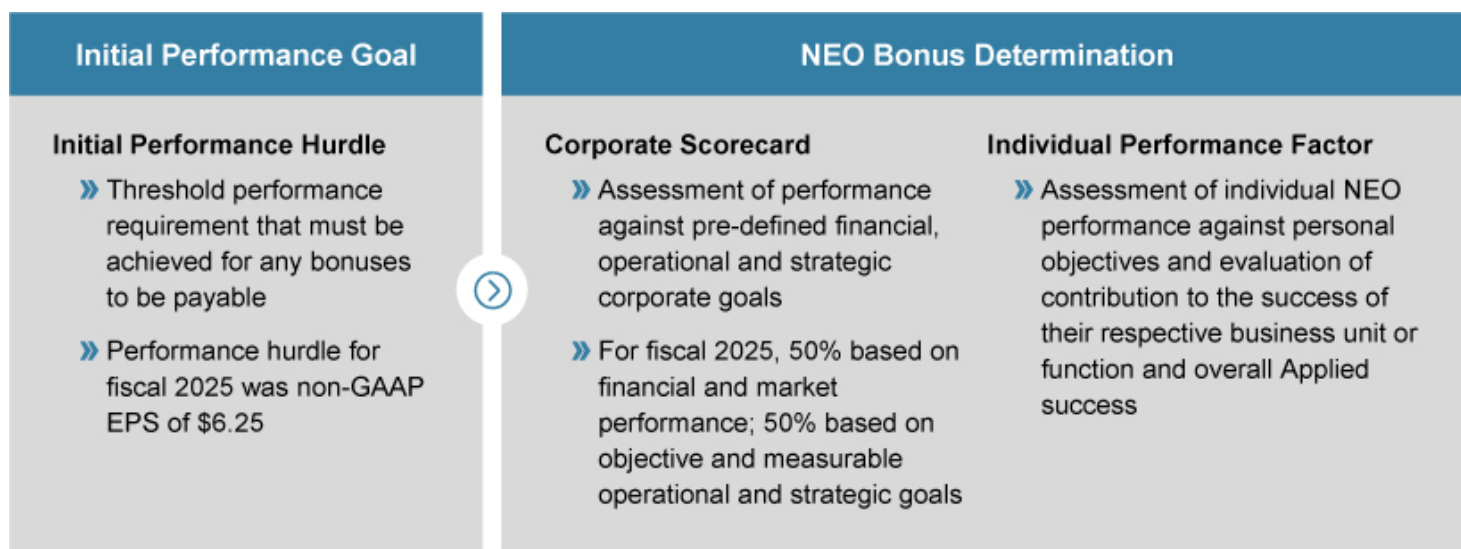 Initial Performance Goal
Initial Performance Hurdle
Threshold performance
requirement that must be
achieved for any bonuses
to be payable
Performance hurdle for
fiscal 2025 was non-GAAP
EPS of $6.25
NEO Bonus Determination
Corporate Scorecard
Assessment of performance
against pre-defined financial,
operational and strategic
corporate goals
For fiscal 2025, 50% based on
financial and market
performance; 50% based on
objective and measurable
operational and strategic goals
Individual Performance Factor
Assessment of individual NEO
performance against personal
objectives and evaluation of
contribution to the success of
their respective business unit or
function and overall Applied
success